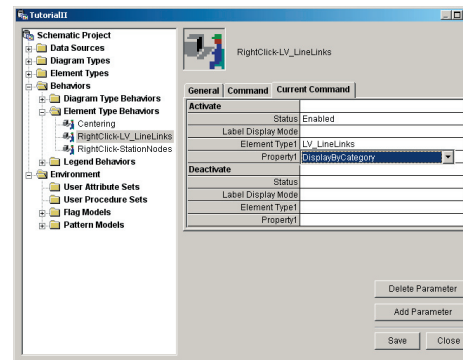 TutorialII
Schematic Project
Data Sources
Diagram Types
Element Types
Behaviors
Diagram Type Behaviors
Element Type Behaviors
Centering
RightClick-LV_LineLinks
RightClick-StationNodes
Legend Behaviors
Environment
User Attribute Sets
User Procedure Sets
Flag Models
Pattern Models
RightClick-LV_LineLinks
General Command Current Command
Activate
Status Enabled
Label Display Mode
Element Type1 LV_LineLinks
Property1 DisplayByCategory
Deactivate
Status
Label Display Mode
Element Type1
Property1
Delete Parameter
Add Parameter
Save Close